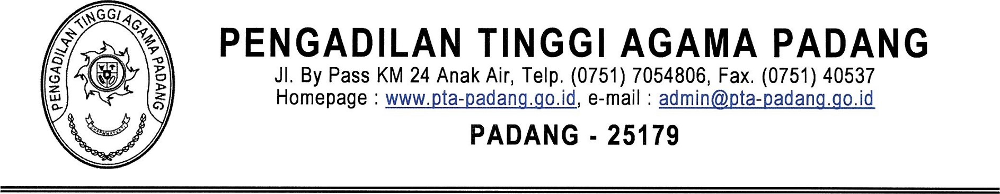 PENGADILAN TINGGI AGAMA PADANG
PENGADILAN TINGGI AGAMA PADANG
Jl. By Pass KM 24 Anak Air, Telp. (0751) 7054806, Fax. (0751) 40537
Homepage : www.pta-padang.go.id, e-mail : admin@pta-padang.go.id
PADANG - 25179